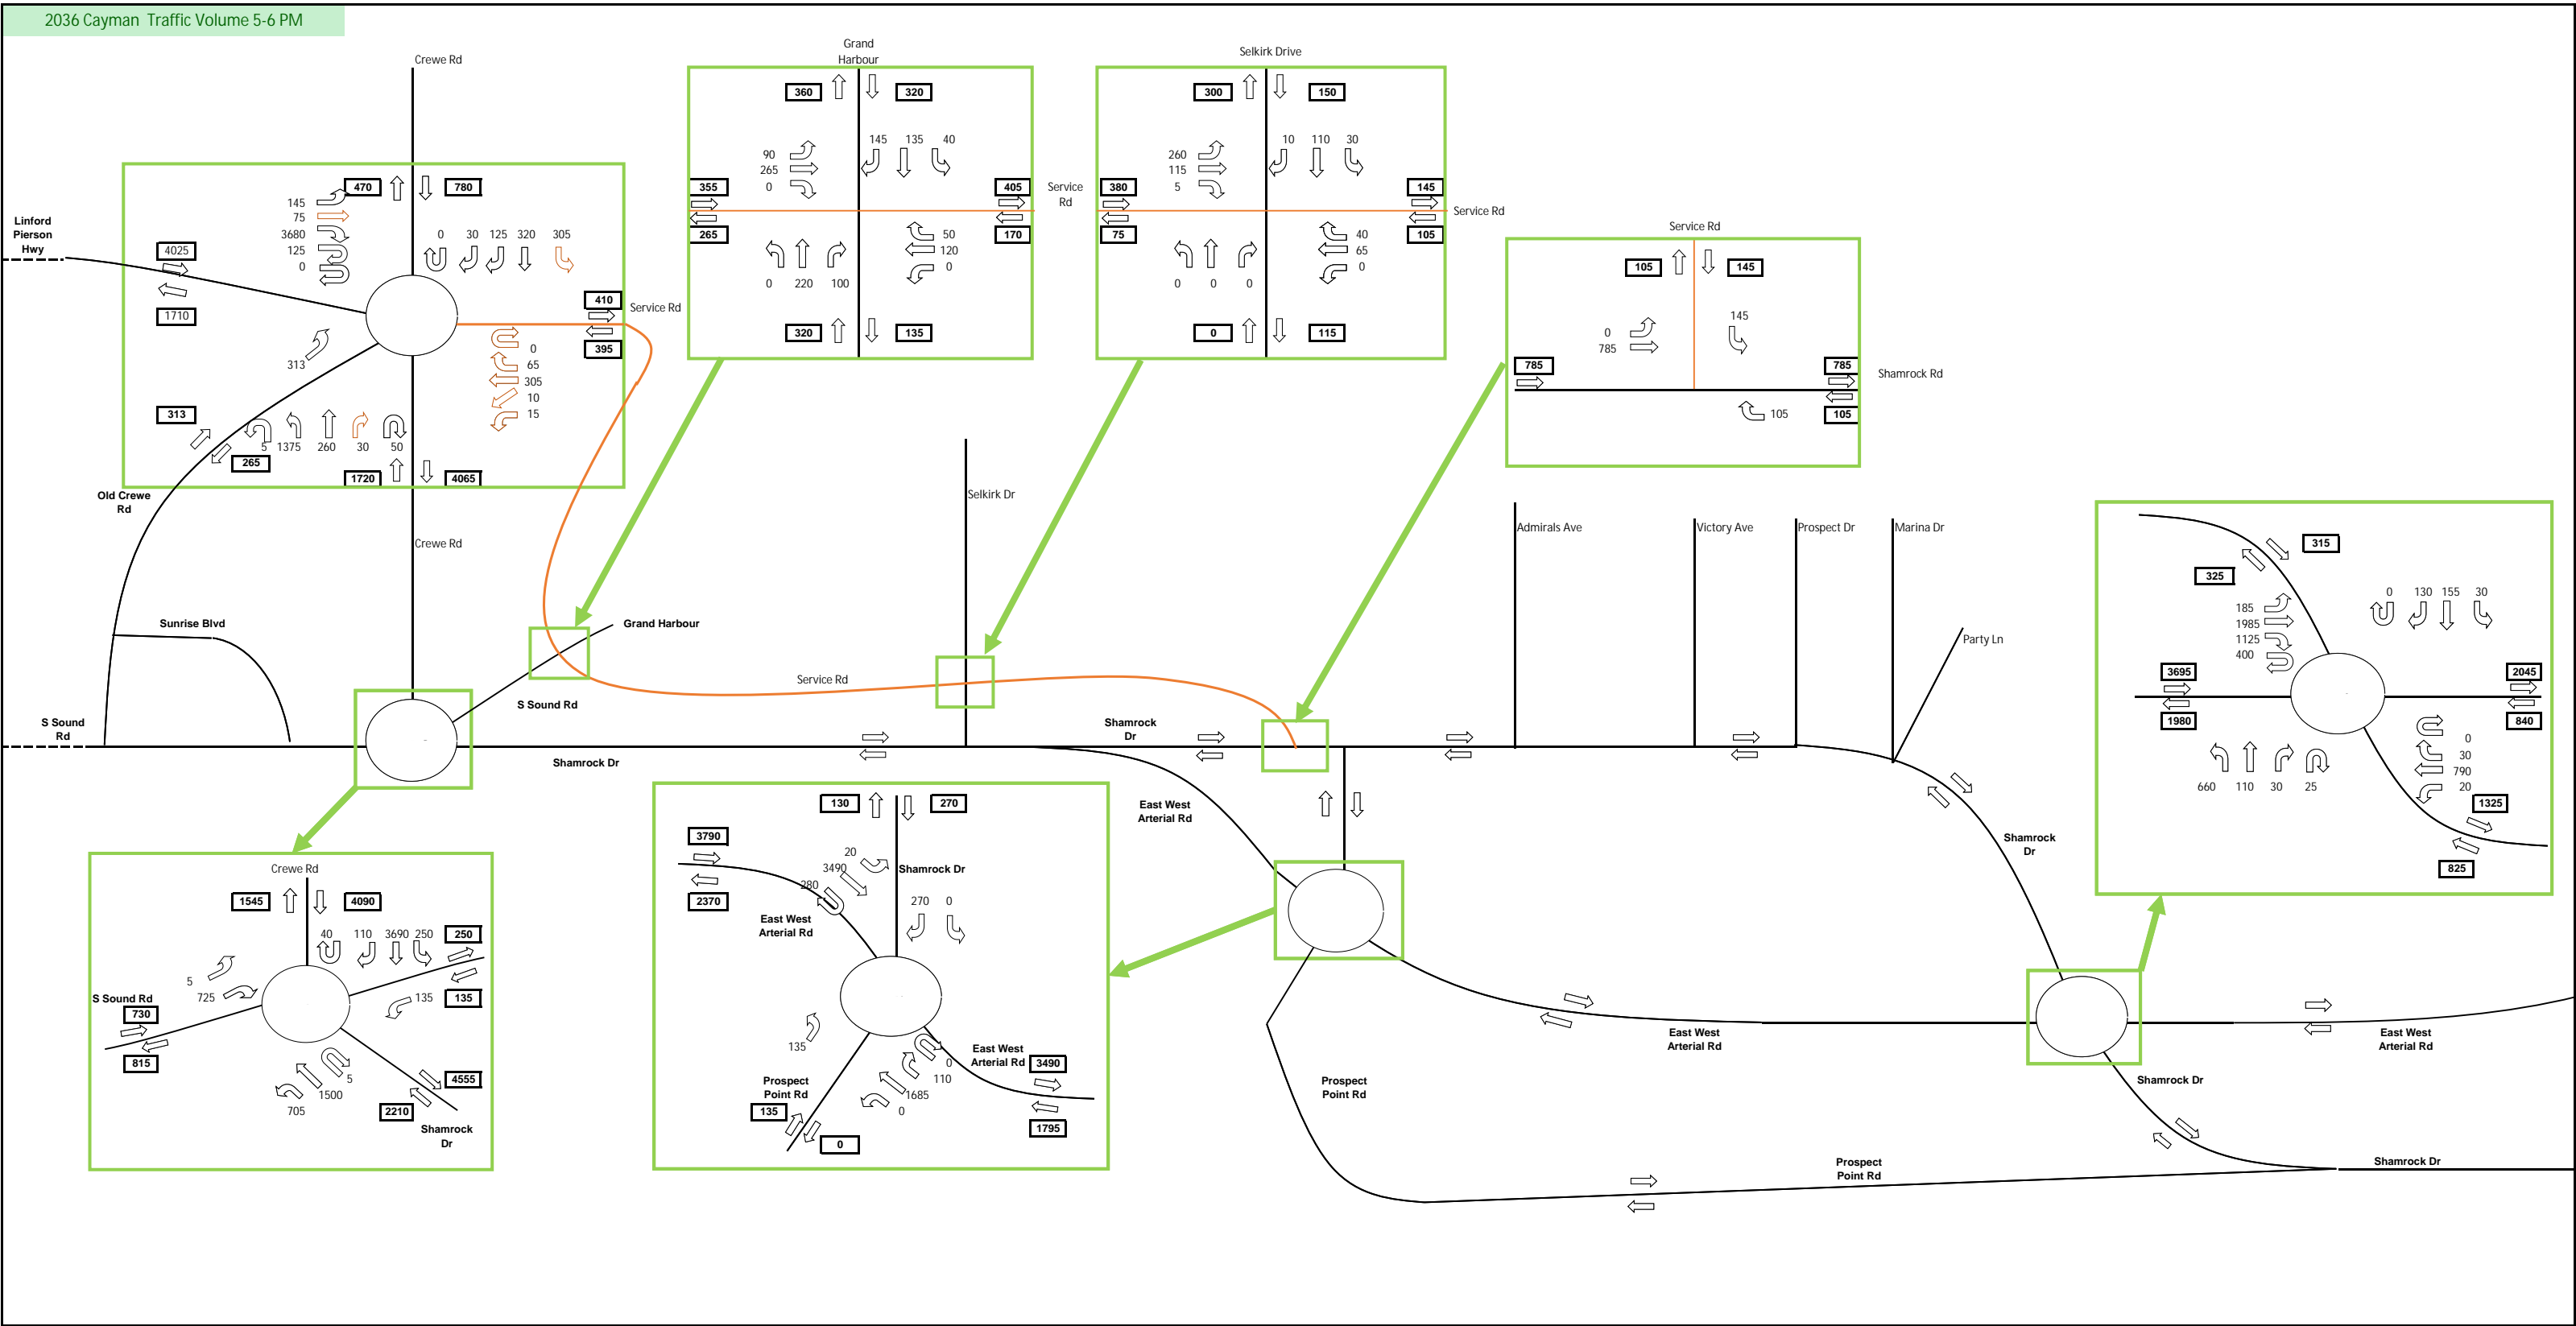 2036 Cayman Traffic Volume 5-6 PM
Crewe Rd
Linford
Pierson
Hwy
4025
1710
470
780
145
75
3680
125
0
0
30
125
320
305
410
Service Rd
395
0
65
305
10
15
313
313
265
5
1375
260
30
50
1720
4065
Old Crewe
Rd
Crewe Rd
Grand
Harbour
360
320
90
265
0
145
135
40
355
265
405
170
50
120
0
0
220
100
320
135
Service
Rd
Selkirk Drive
300
150
260
115
5
10
110
30
380
75
145
105
Service Rd
40
65
0
0
0
0
0
115
Service Rd
105
145
0
785
145
785
785
105
Shamrock Rd
105
Selkirk Dr
Admirals Ave
Victory Ave
Prospect Dr
Marina Dr
Party Ln
Sunrise Blvd
Grand Harbour
S Sound Rd
Service Rd
S Sound
Rd
Shamrock Dr
Shamrock
Dr
East West
Arterial Rd
315
325
185
1985
1125
400
0
130
155
30
3695
1980
2045
840
0
30
790
20
660
110
30
25
1325
825
Shamrock
Dr
Crewe Rd
1545
4090
40
110
3690
250
250
5
725
135
135
S Sound Rd
730
815
5
1500
705
2210
4555
Shamrock
Dr
130
270
3790
2370
20
3490
280
Shamrock Dr
270
0
East West
Arterial Rd
135
Prospect
Point Rd
135
0
0
110
1685
0
East West
Arterial Rd
3490
1795
Prospect
Point Rd
East West
Arterial Rd
East West
Arterial Rd
Shamrock Dr
Prospect
Point Rd
Shamrock Dr